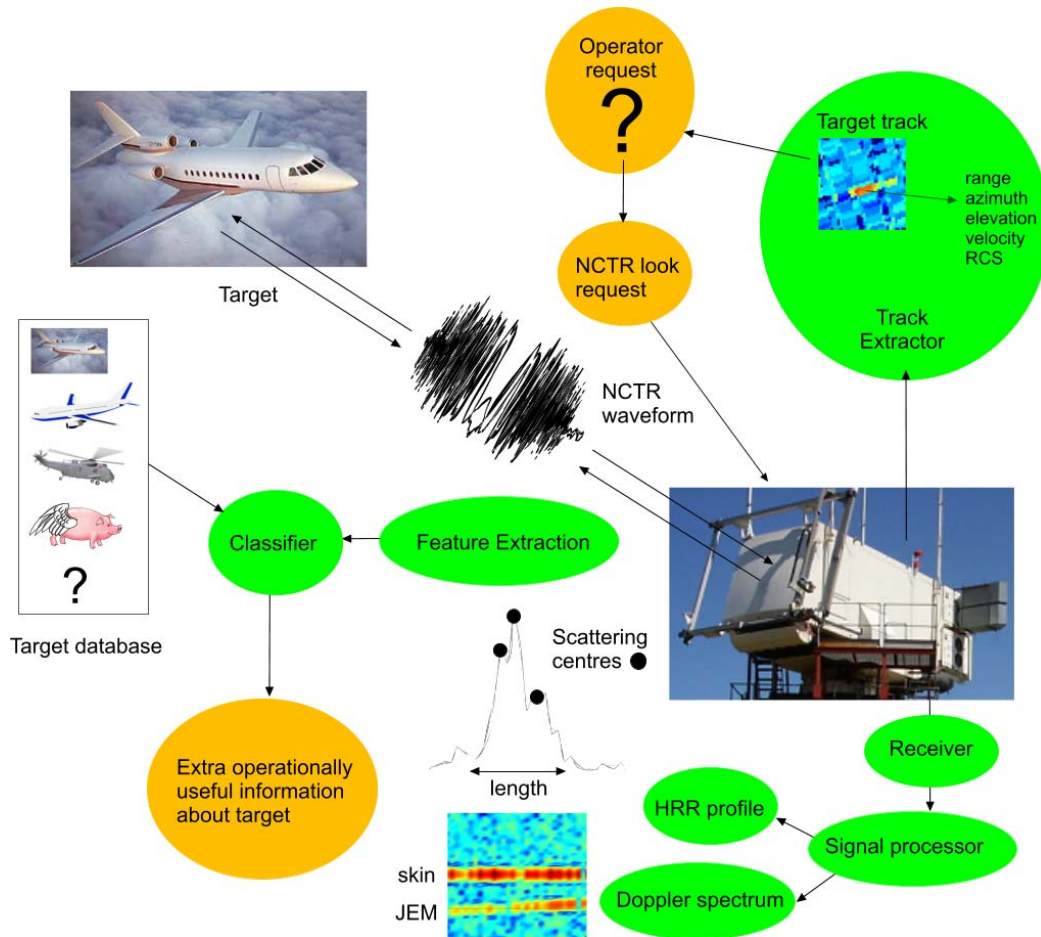 Operator
request
?
Target track
range
azimuth
elevation
velocity
RCS
NCTR look
request
Target
Track
Extractor
NCTR
waveform
Classifier
Feature Extraction
?
Target database
Scattering
centres
Receiver
Extra operationally
useful information
about target
length
HRR profile
Signal processor
skin
JEM
Doppler spectrum